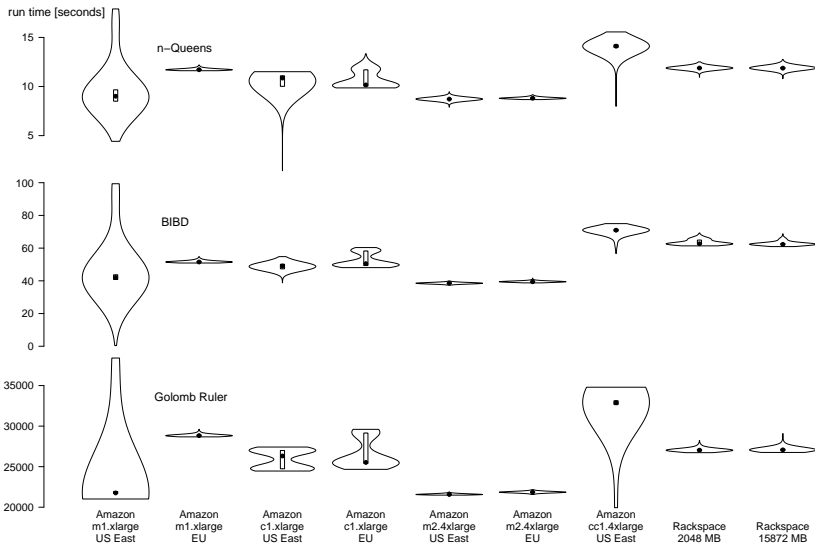 run time [seconds]
n−Queens
15
10
5
BIBD
100
80
60
40
20
0
Golomb Ruler
35000
30000
25000
20000
Amazon m1.xlarge US East
Amazon m1.xlarge EU
Amazon c1.xlarge US East
Amazon c1.xlarge EU
Amazon m2.4xlarge US East
Amazon m2.4xlarge EU
Amazon cc1.4xlarge US East
Rackspace 2048 MB
Rackspace 15872 MB